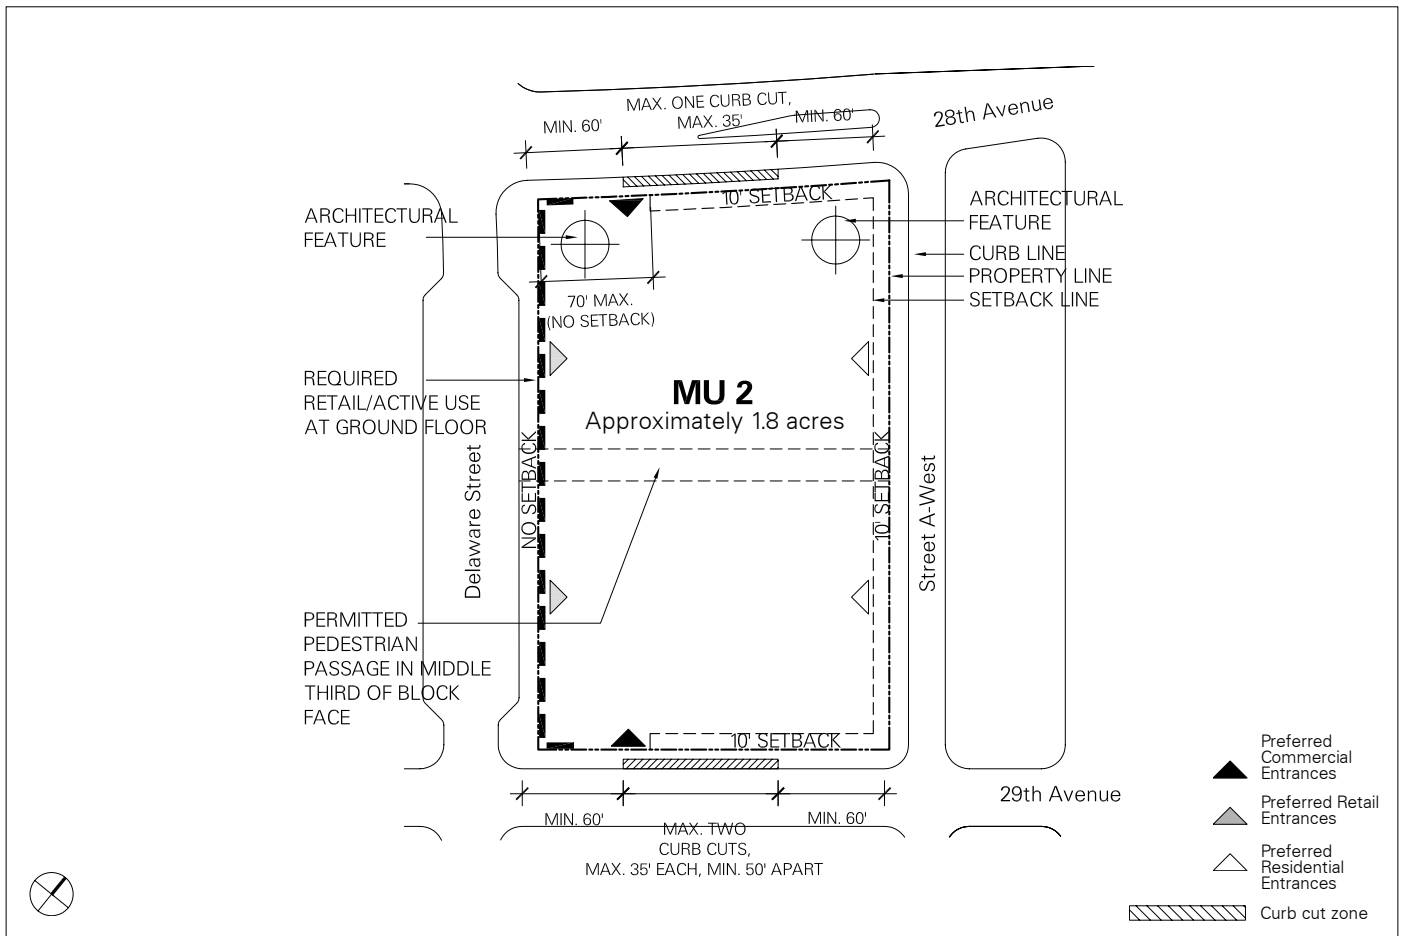 MAX. ONE CURB CUT,
MAX. 35'
MIN. 60'
MIN. 60'
28th Avenue
10' SETBACK
ARCHITECTURAL
FEATURE
ARCHITECTURAL
FEATURE
CURB LINE
PROPERTY LINE
SETBACK LINE
70' MAX.
(NO SETBACK)
REQUIRED
RETAIL/ACTIVE USE
AT GROUND FLOOR
MU 2
Approximately 1.8 acres
Delaware Street
NO SETBACK
10' SETBACK
Street A-West
PERMITTED
PEDESTRIAN
PASSAGE IN MIDDLE
THIRD OF BLOCK
FACE
10' SETBACK
29th Avenue
MIN. 60'
MIN. 60'
MAX. TWO
CURB CUTS,
MAX. 35' EACH, MIN. 50' APART
Preferred
Commercial
Entrances
Preferred Retail
Entrances
Preferred
Residential
Entrances
Curb cut zone